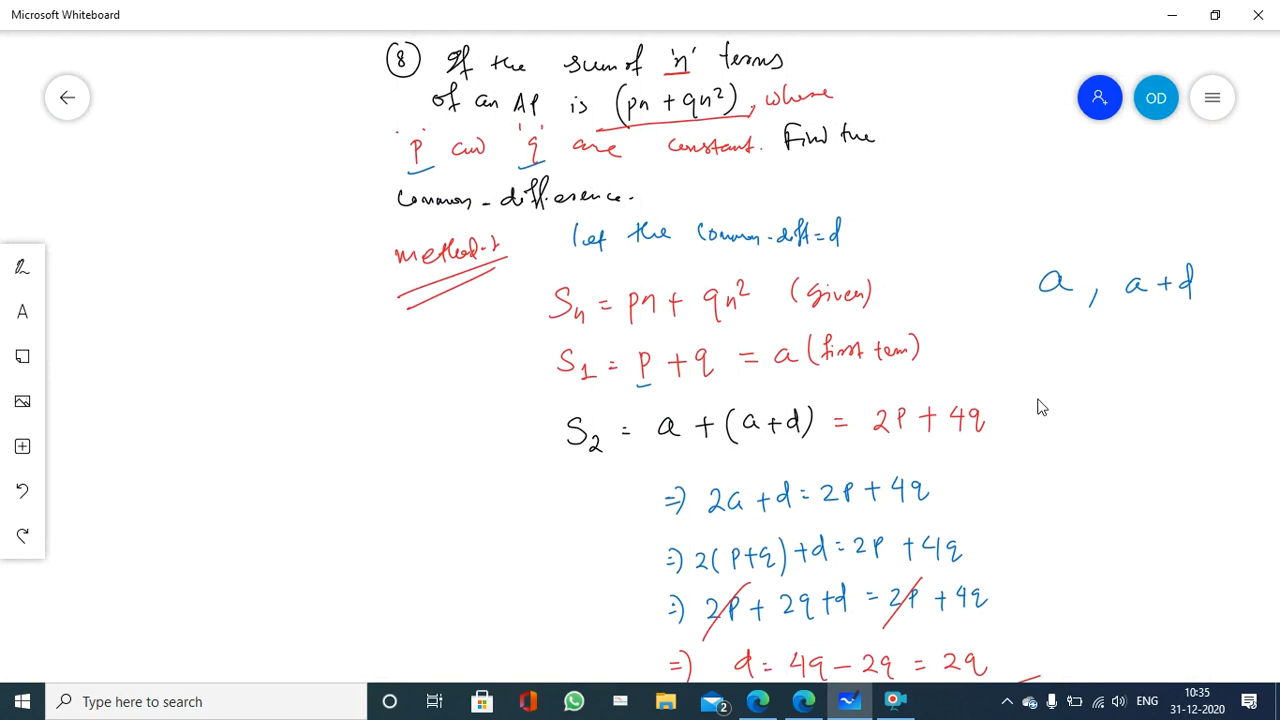 Microsoft Whiteboard
⑧ If the sum of 'n' terms
of an AP is (pn + qn²), where
'p' and 'q' are constant. Find the
common-difference.
let the common-diff = d
method-1
a, a+d
Sₙ = pn + qn² (given)
S₁ = p + q = a (first term)
S₂ = a + (a+d) = 2p + 4q
=) 2a + d = 2p + 4q
=) 2(p+q) + d = 2p + 4q
=) 2p + 2q + d = 2p + 4q
=) d = 4q − 2q = 2q
OD
A
Type here to search
2
ENG
10:35
31-12-2020